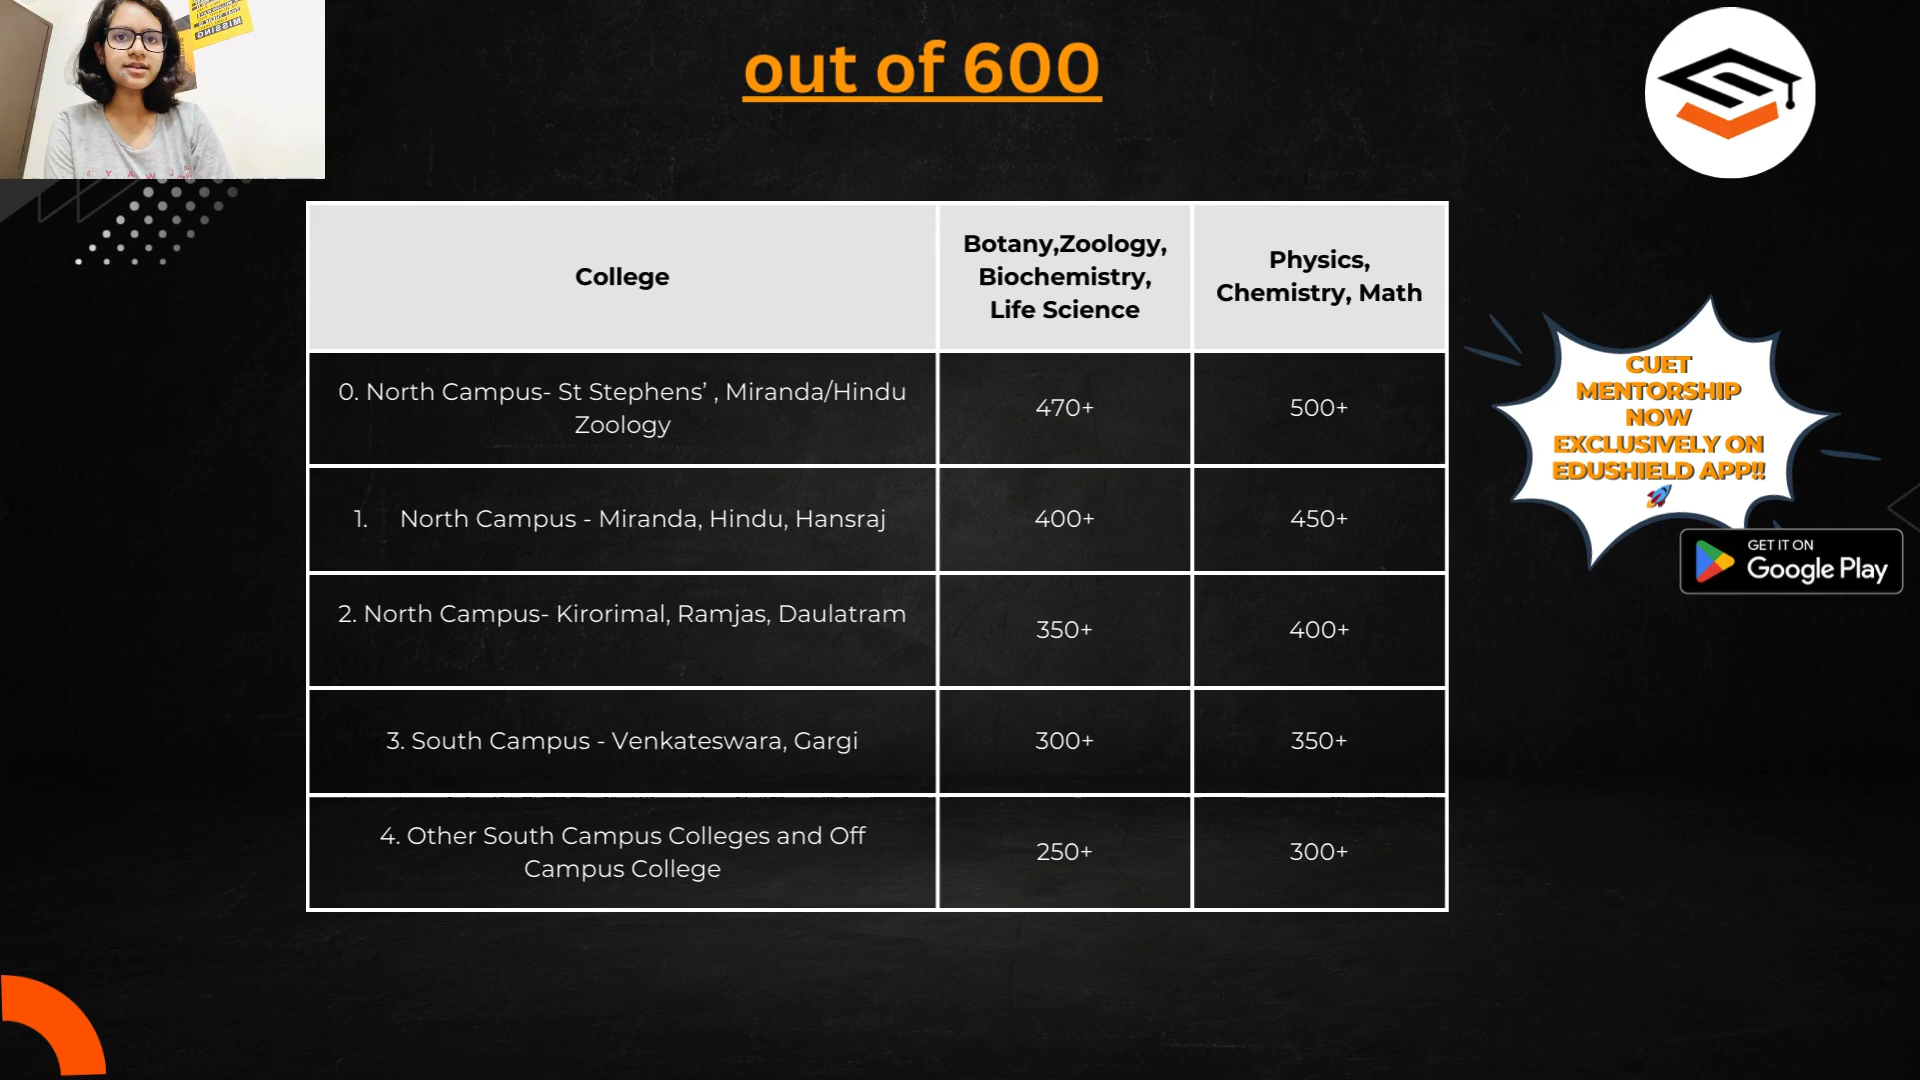 MISSING
out of 600
College
Botany,Zoology,
Biochemistry,
Life Science
Physics,
Chemistry, Math
0. North Campus- St Stephens’ , Miranda/Hindu
Zoology
470+
500+
1. North Campus - Miranda, Hindu, Hansraj
400+
450+
2. North Campus- Kirorimal, Ramjas, Daulatram
350+
400+
3. South Campus - Venkateswara, Gargi
300+
350+
4. Other South Campus Colleges and Off
Campus College
250+
300+
CUET
MENTORSHIP
NOW
EXCLUSIVELY ON
EDUSHIELD APP!!
🚀
GET IT ON
Google Play